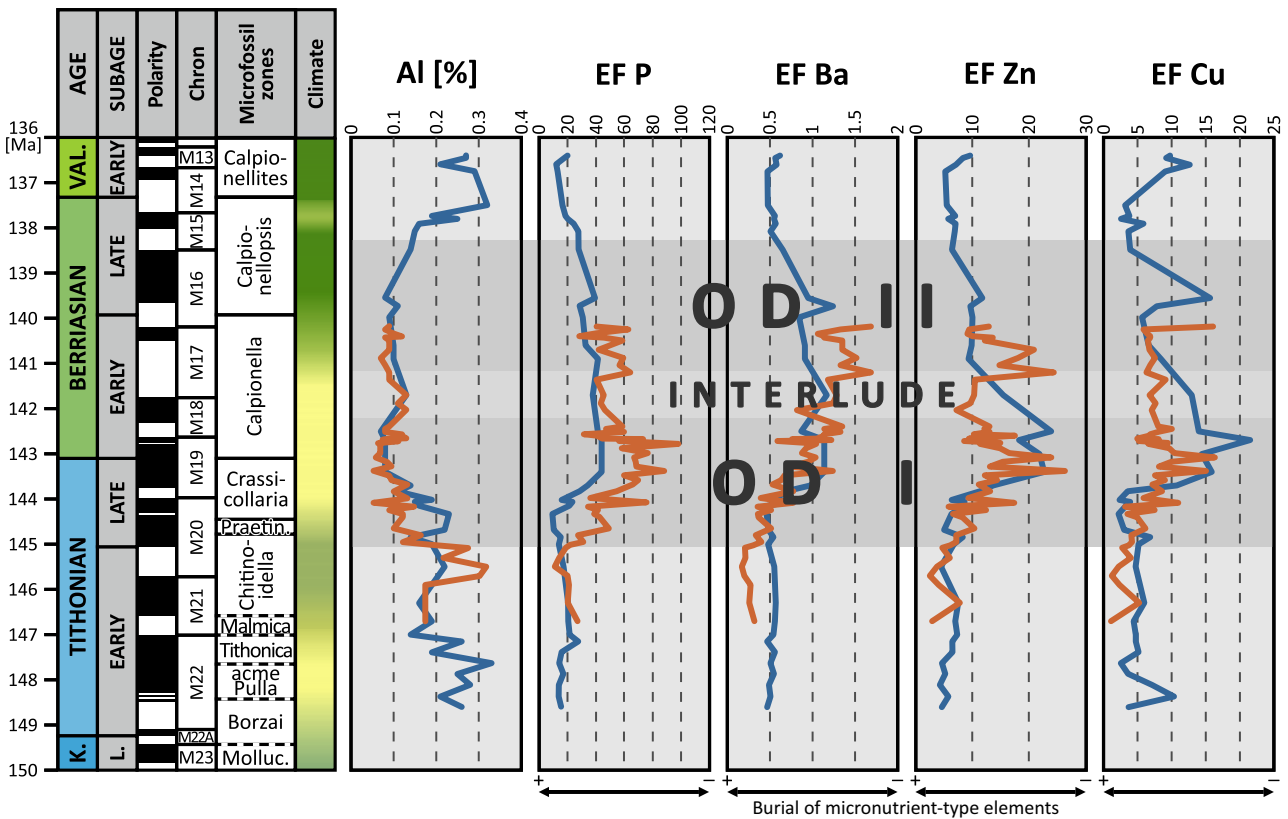 AGE
SUBAGE
Polarity
Chron
Microfossil
zones
Climate
Al [%]
EF P
EF Ba
EF Zn
EF Cu
0 0.1 0.2 0.3 0.4
0 20 40 60 80 100 120
0 0.5 1 1.5 2
0 10 20 30
0 5 10 15 20 25
136
[Ma]
137
138
139
140
141
142
143
144
145
146
147
148
149
150
VAL.
BERRIASIAN
TITHONIAN
K.
EARLY
LATE
EARLY
LATE
EARLY
L.
M13
M14
M15
M16
M17
M18
M19
M20
M21
M22
M22A
M23
Calpio-
nellites
Calpio-
nellopsis
Calpionella
Crassi-
collaria
Praetin.
Chitino-
idella
Malmica
Tithonica
acme
Pulla
Borzai
Molluc.
OD II
INTERLUDE
OD I
+ – + – + – + –
Burial of micronutrient-type elements